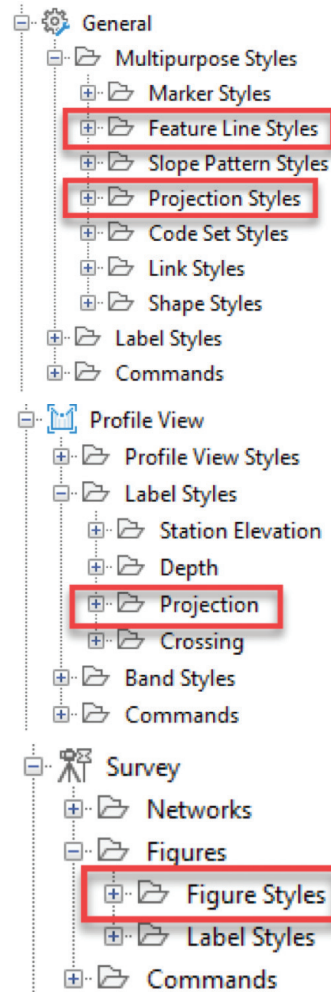 General
Multipurpose Styles
Marker Styles
Feature Line Styles
Slope Pattern Styles
Projection Styles
Code Set Styles
Link Styles
Shape Styles
Label Styles
Commands
Profile View
Profile View Styles
Label Styles
Station Elevation
Depth
Projection
Crossing
Band Styles
Commands
Survey
Networks
Figures
Figure Styles
Label Styles
Commands